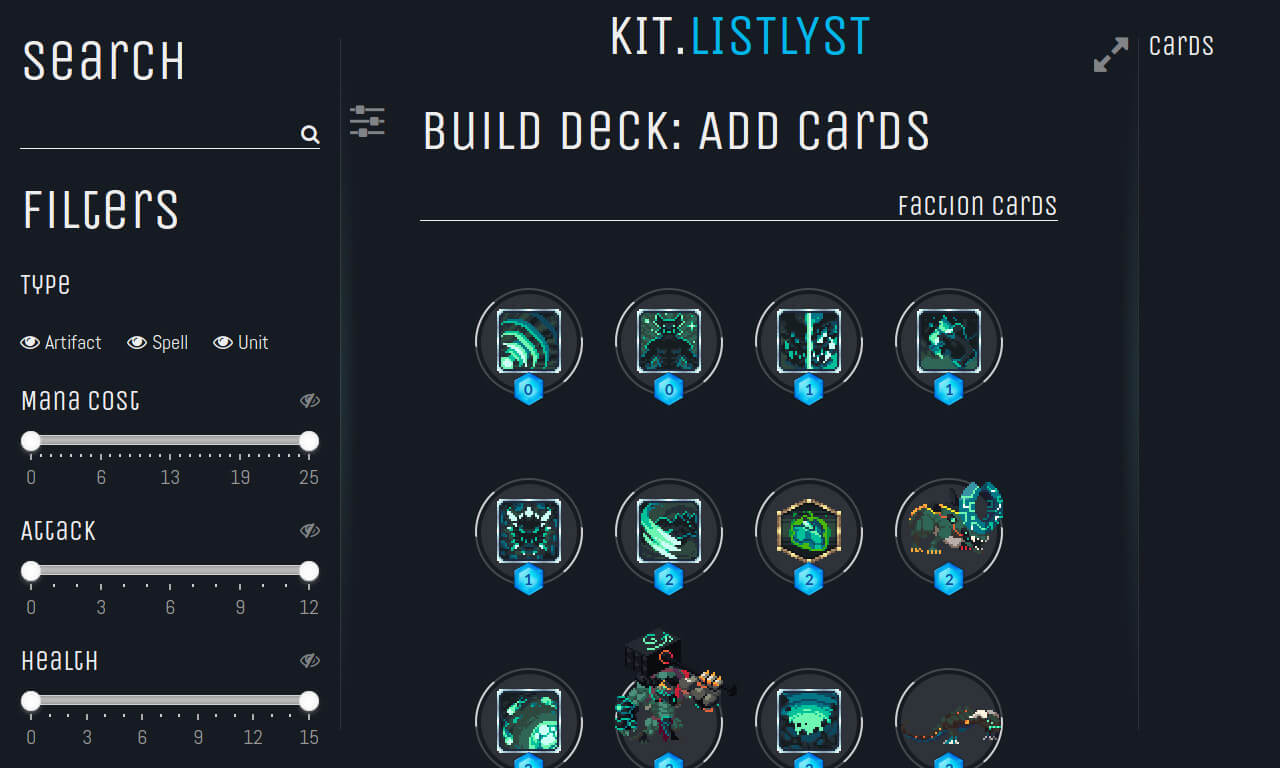 Search
Filters
Type
Artifact Spell Unit
Mana Cost
0 6 13 19 25
Attack
0 3 6 9 12
Health
0 3 6 9 12 15
KIT.LISTLYST
Build Deck: Add Cards
Faction Cards
0 0 1 1
1 2 2 2
Cards